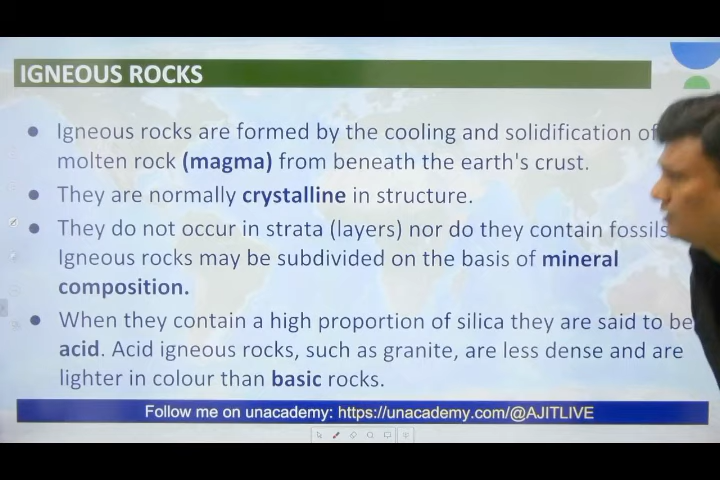 IGNEOUS ROCKS
● Igneous rocks are formed by the cooling and solidification of
molten rock (magma) from beneath the earth's crust.
● They are normally crystalline in structure.
● They do not occur in strata (layers) nor do they contain fossils
Igneous rocks may be subdivided on the basis of mineral
composition.
● When they contain a high proportion of silica they are said to be
acid. Acid igneous rocks, such as granite, are less dense and are
lighter in colour than basic rocks.
Follow me on unacademy: https://unacademy.com/@AJITLIVE